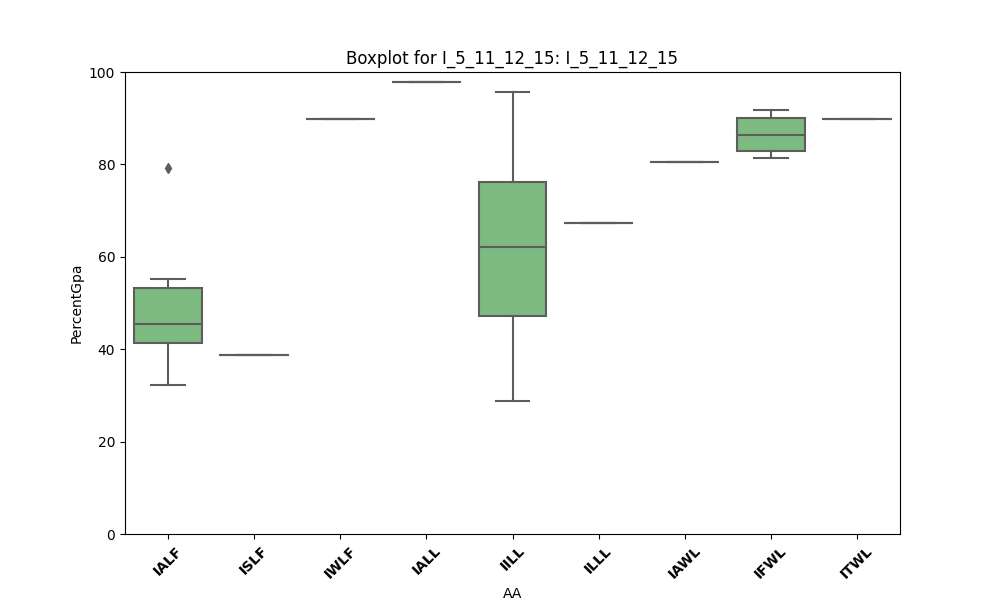 Boxplot for I_5_11_12_15: I_5_11_12_15
100
80
60
40
20
0
PercentGpa
IALF
ISLF
IWLF
IALL
IILL
ILLL
IAWL
IFWL
ITWL
AA